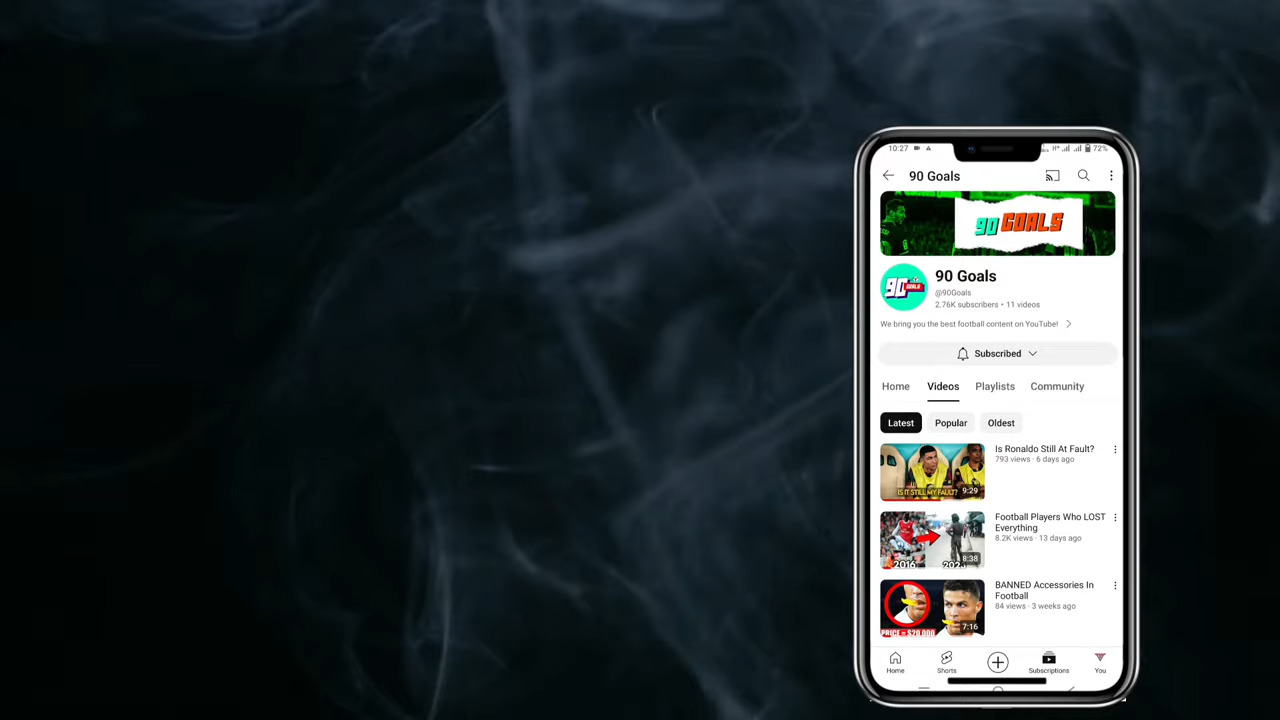 10:27
72%
90 Goals
90 GOALS
90 GOALS
90 Goals
@90Goals
2.76K subscribers • 11 videos
We bring you the best football content on YouTube!
Subscribed
Home Videos Playlists Community
Latest Popular Oldest
IS IT STILL MY FAULT?
9:29
Is Ronaldo Still At Fault?
793 views · 6 days ago
2016
8:38
Football Players Who LOST
Everything
8.2K views · 13 days ago
PRICE = $20,000
7:16
BANNED Accessories In
Football
84 views · 3 weeks ago
Home Shorts Subscriptions You